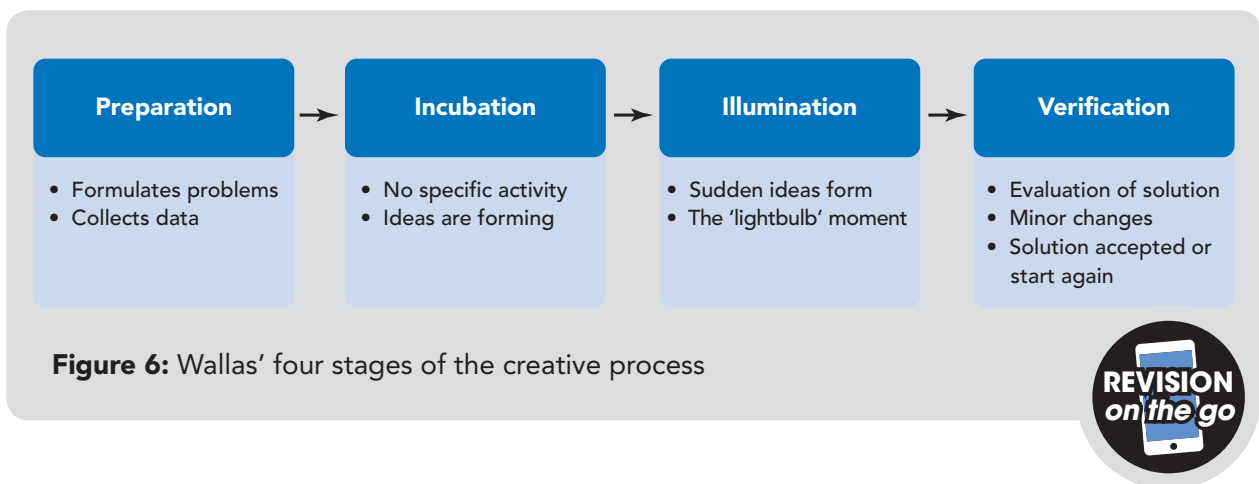 Preparation
• Formulates problems
• Collects data
Incubation
• No specific activity
• Ideas are forming
Illumination
• Sudden ideas form
• The ‘lightbulb’ moment
Verification
• Evaluation of solution
• Minor changes
• Solution accepted or
start again
Figure 6: Wallas’ four stages of the creative process
REVISION
on the go